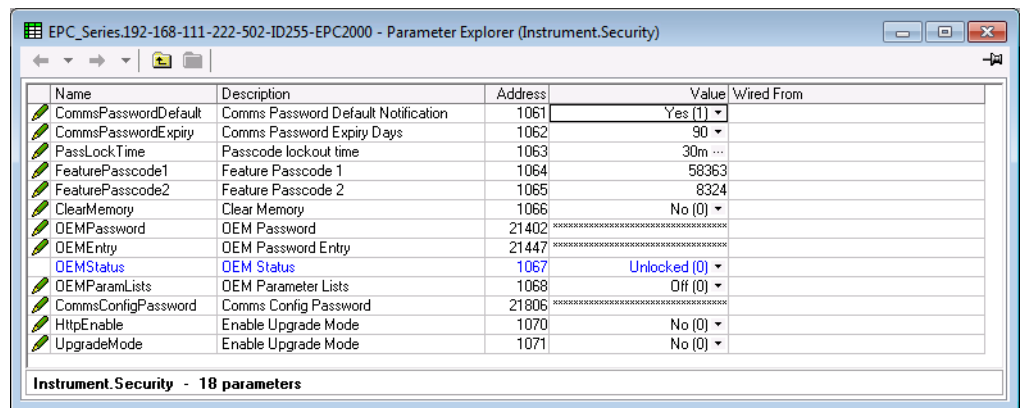 EPC_Series.192-168-111-222-502-ID255-EPC2000 - Parameter Explorer (Instrument.Security)
Name Description Address Value Wired From
CommsPasswordDefault Comms Password Default Notification 1061 Yes (1)
CommsPasswordExpiry Comms Password Expiry Days 1062 90
PassLockTime Passcode lockout time 1063 30m ...
FeaturePasscode1 Feature Passcode 1 1064 58363
FeaturePasscode2 Feature Passcode 2 1065 8324
ClearMemory Clear Memory 1066 No (0)
OEMPassword OEM Password 21402 ************************************
OEMEntry OEM Password Entry 21447 ************************************
OEMStatus OEM Status 1067 Unlocked (0)
OEMParamLists OEM Parameter Lists 1068 Off (0)
CommsConfigPassword Comms Config Password 21806 ************************************
HttpEnable Enable Upgrade Mode 1070 No (0)
UpgradeMode Enable Upgrade Mode 1071 No (0)
Instrument.Security - 18 parameters